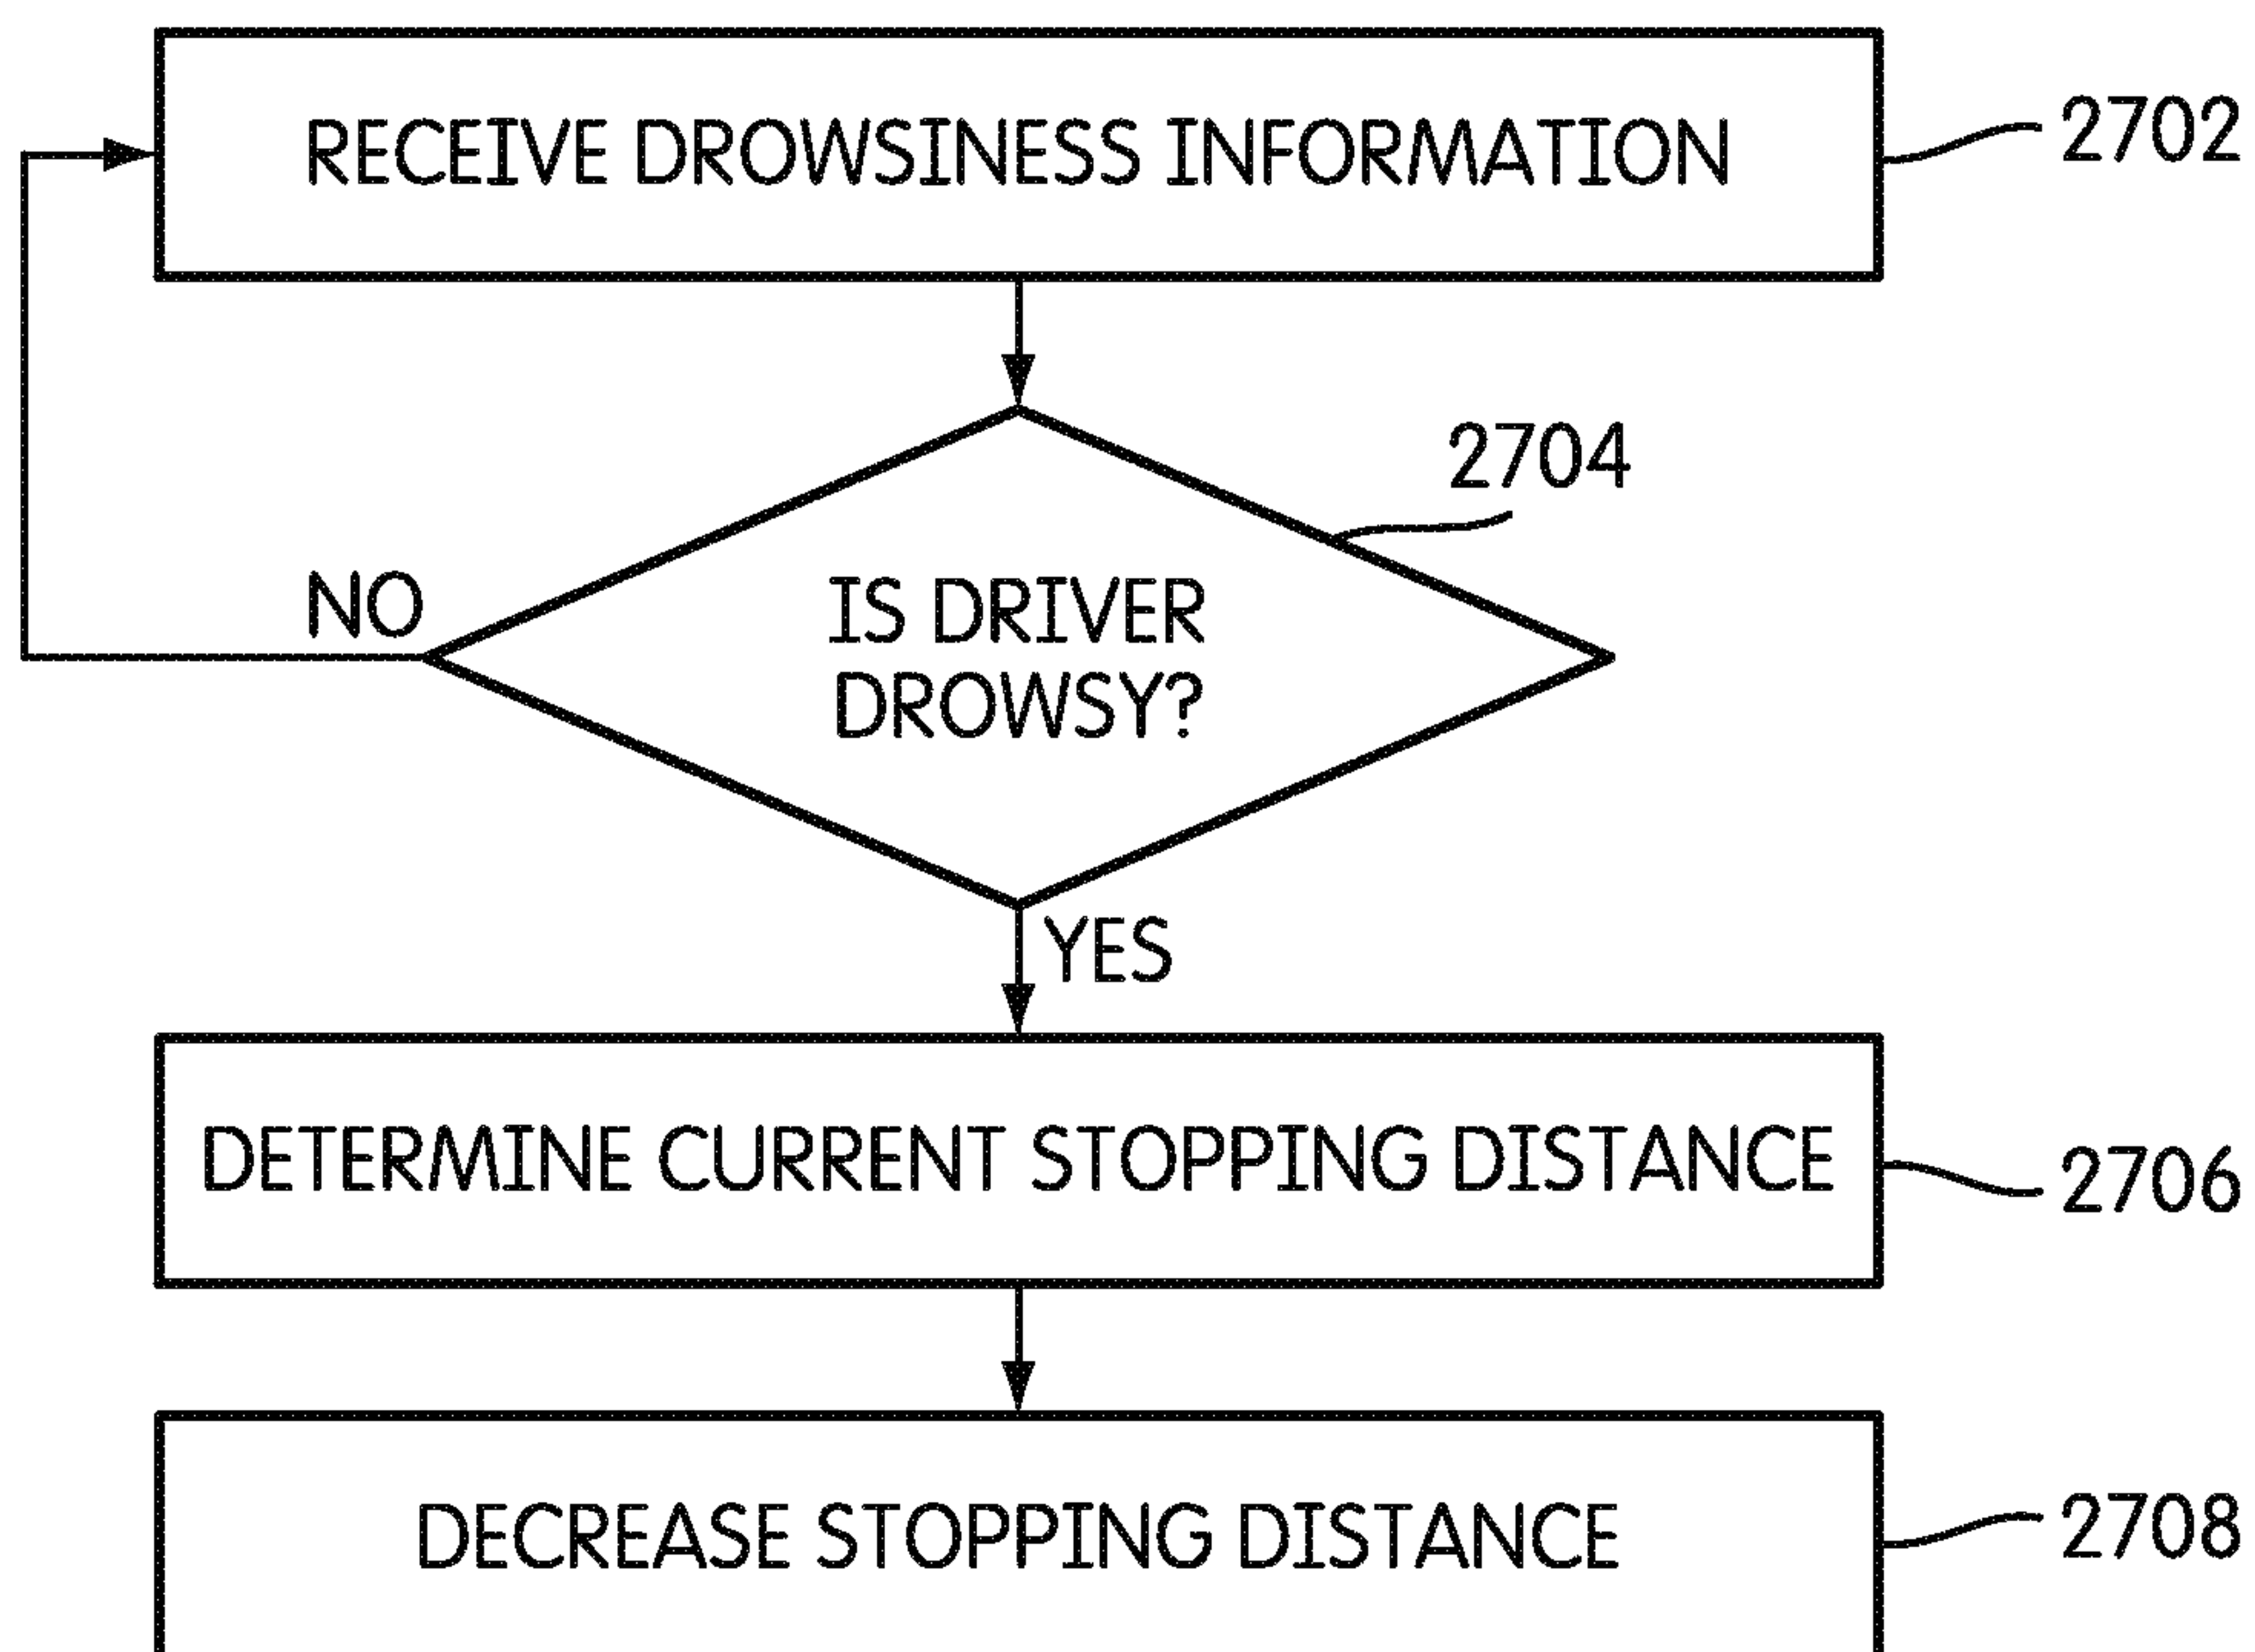 RECEIVE DROWSINESS INFORMATION
2702
2704
NO
IS DRIVER
DROWSY?
YES
DETERMINE CURRENT STOPPING DISTANCE
2706
DECREASE STOPPING DISTANCE
2708